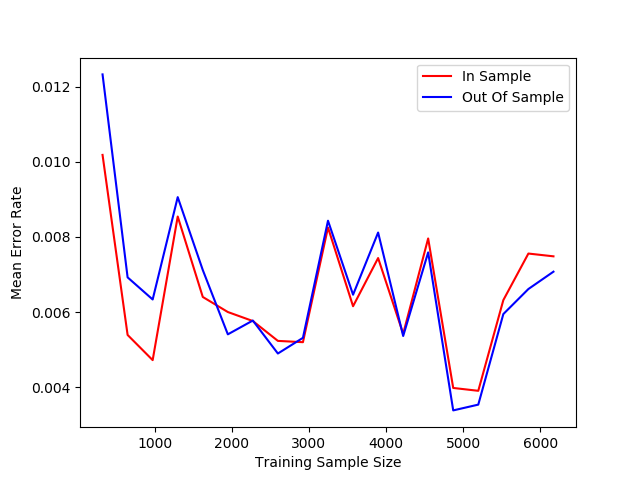 In Sample
Out Of Sample
0.012
0.010
0.008
0.006
0.004
Mean Error Rate
1000 2000 3000 4000 5000 6000
Training Sample Size